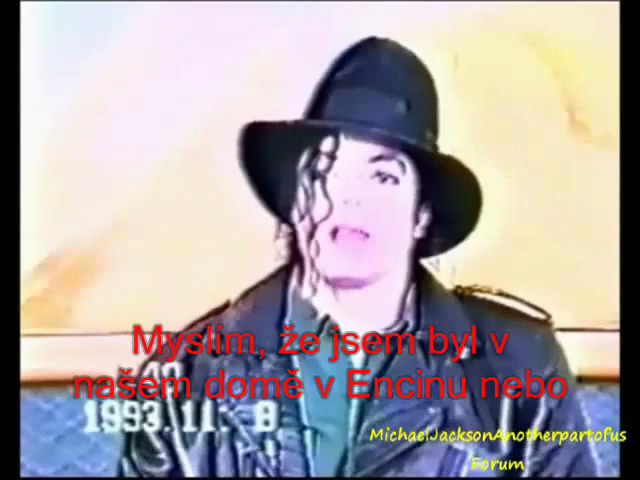 Myslím, že jsem byl v
našem domě v Encinu nebo
1993.11. 8
MichaelJacksonAnotherpartofus
Forum